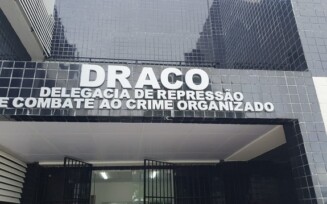 DRACO
DELEGACIA DE REPRESSÃO
E COMBATE AO CRIME ORGANIZADO